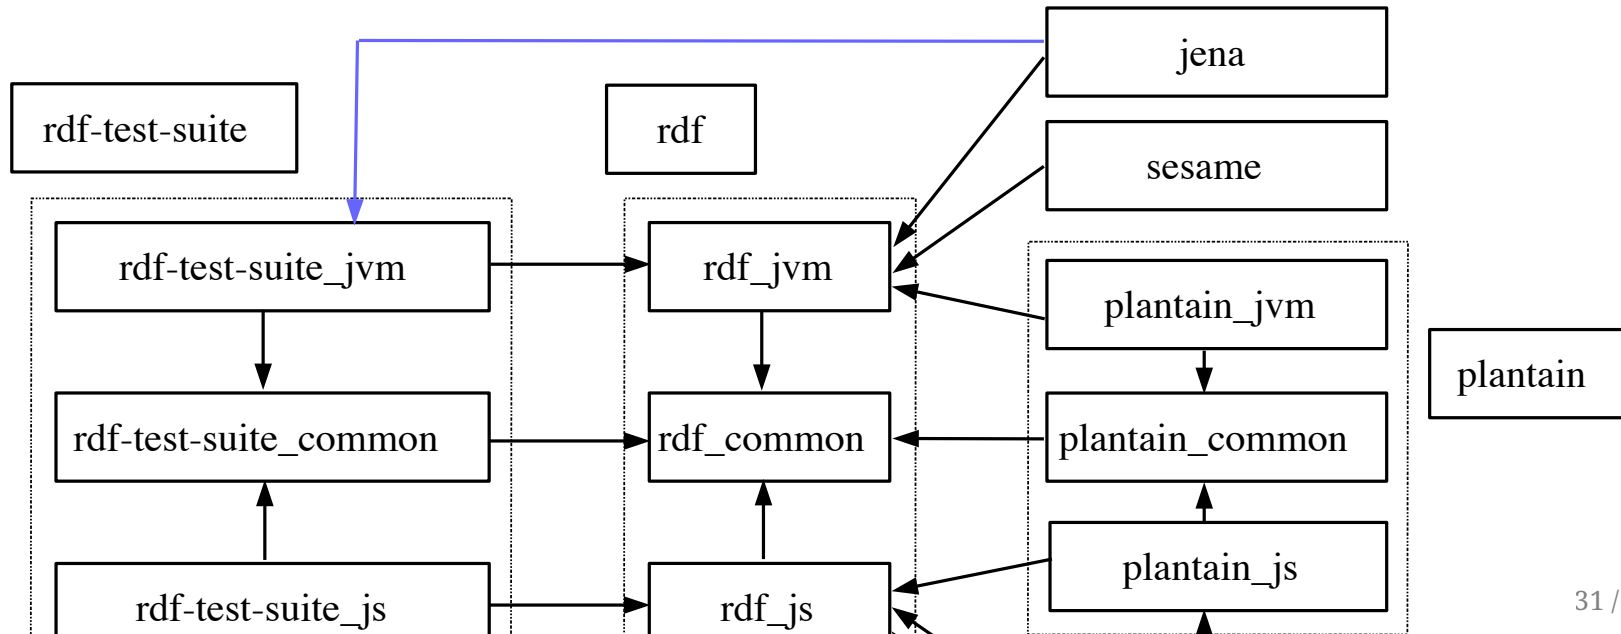 jena
rdf-test-suite
rdf
sesame
rdf-test-suite_jvm
rdf_jvm
plantain_jvm
plantain
rdf-test-suite_common
rdf_common
plantain_common
plantain_js
rdf-test-suite_js
rdf_js
31 /